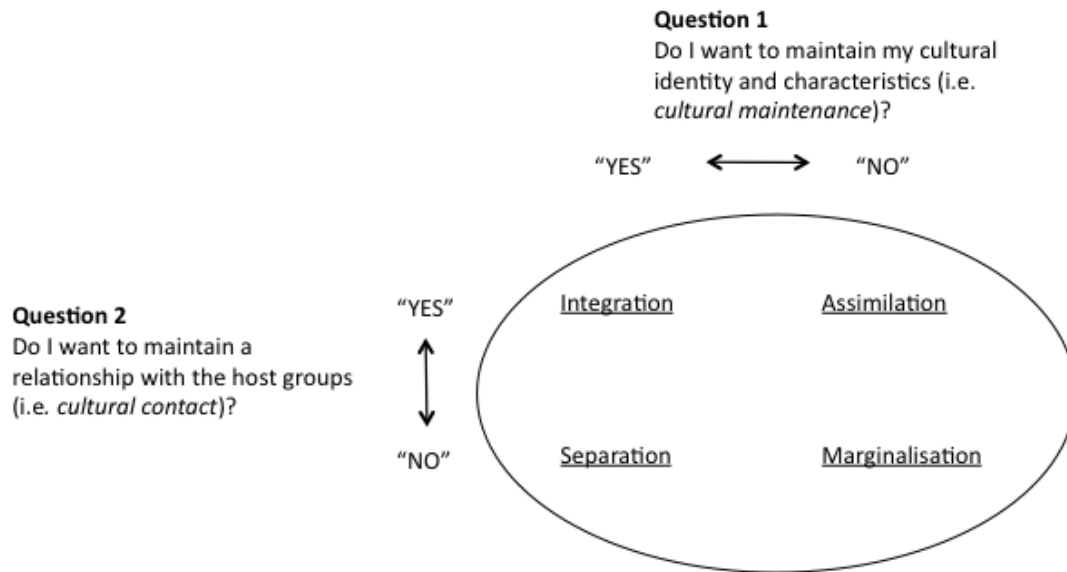 Question 1
Do I want to maintain my cultural
identity and characteristics (i.e.
cultural maintenance)?
“YES”
“NO”
Question 2
Do I want to maintain a
relationship with the host groups
(i.e. cultural contact)?
“YES”
“NO”
Integration
Assimilation
Separation
Marginalisation